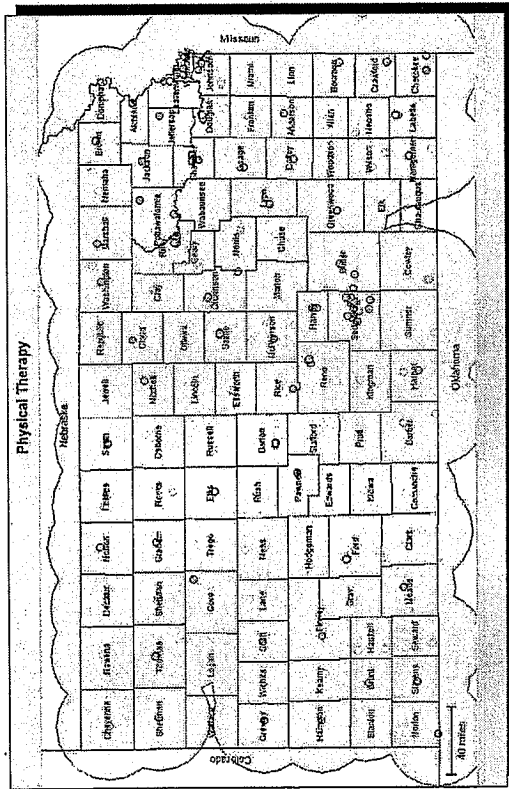 Physical Therapy
Nebraska
Missouri
Colorado
Oklahoma
Cheyenne
Rawlins
Decatur
Norton
Phillips
Smith
Jewell
Republic
Washington
Marshall
Nemaha
Brown
Doniphan
Sherman
Thomas
Sheridan
Graham
Rooks
Osborne
Mitchell
Cloud
Clay
Riley
Pottawatomie
Jackson
Atchison
Jefferson
Leavenworth
Wallace
Logan
Gove
Trego
Ellis
Russell
Lincoln
Ottawa
Dickinson
Geary
Wabaunsee
Shawnee
Douglas
Johnson
Greeley
Wichita
Scott
Lane
Ness
Rush
Barton
Ellsworth
Saline
Morris
Lyon
Osage
Franklin
Miami
Hamilton
Kearny
Finney
Hodgeman
Pawnee
Stafford
Rice
McPherson
Marion
Chase
Coffey
Anderson
Linn
Stanton
Grant
Haskell
Gray
Ford
Edwards
Kiowa
Pratt
Reno
Harvey
Sedgwick
Butler
Greenwood
Woodson
Allen
Bourbon
Kingman
Elk
Wilson
Neosho
Crawford
Morton
Stevens
Seward
Meade
Clark
Comanche
Barber
Harper
Sumner
Cowley
Chautauqua
Montgomery
Labette
Cherokee
40 miles